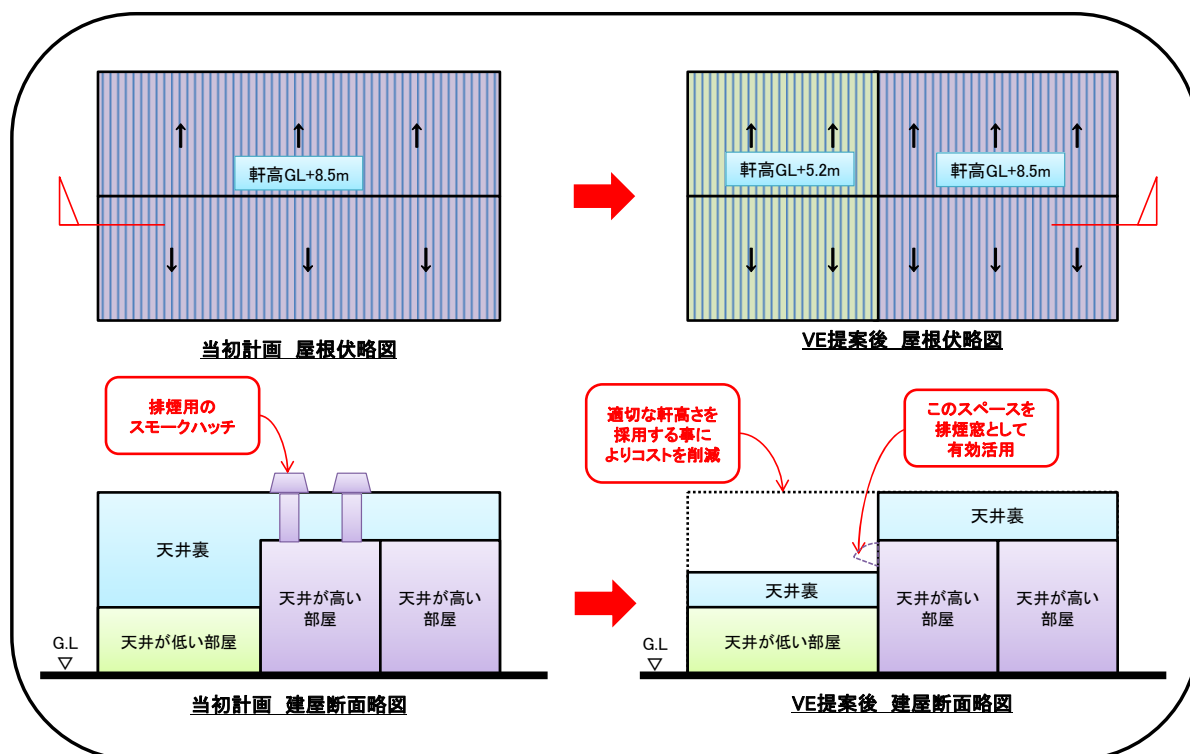 軒高GL+8.5m
軒高GL+5.2m
軒高GL+8.5m
当初計画 屋根伏略図
VE提案後 屋根伏略図
排煙用の
スモークハッチ
適切な軒高さを
採用する事に
よりコストを削減
このスペースを
排煙窓として
有効活用
天井裏
天井が高い
部屋
天井が高い
部屋
天井が低い部屋
G.L
天井裏
天井裏
天井が高い
部屋
天井が高い
部屋
天井が低い部屋
G.L
当初計画 建屋断面略図
VE提案後 建屋断面略図